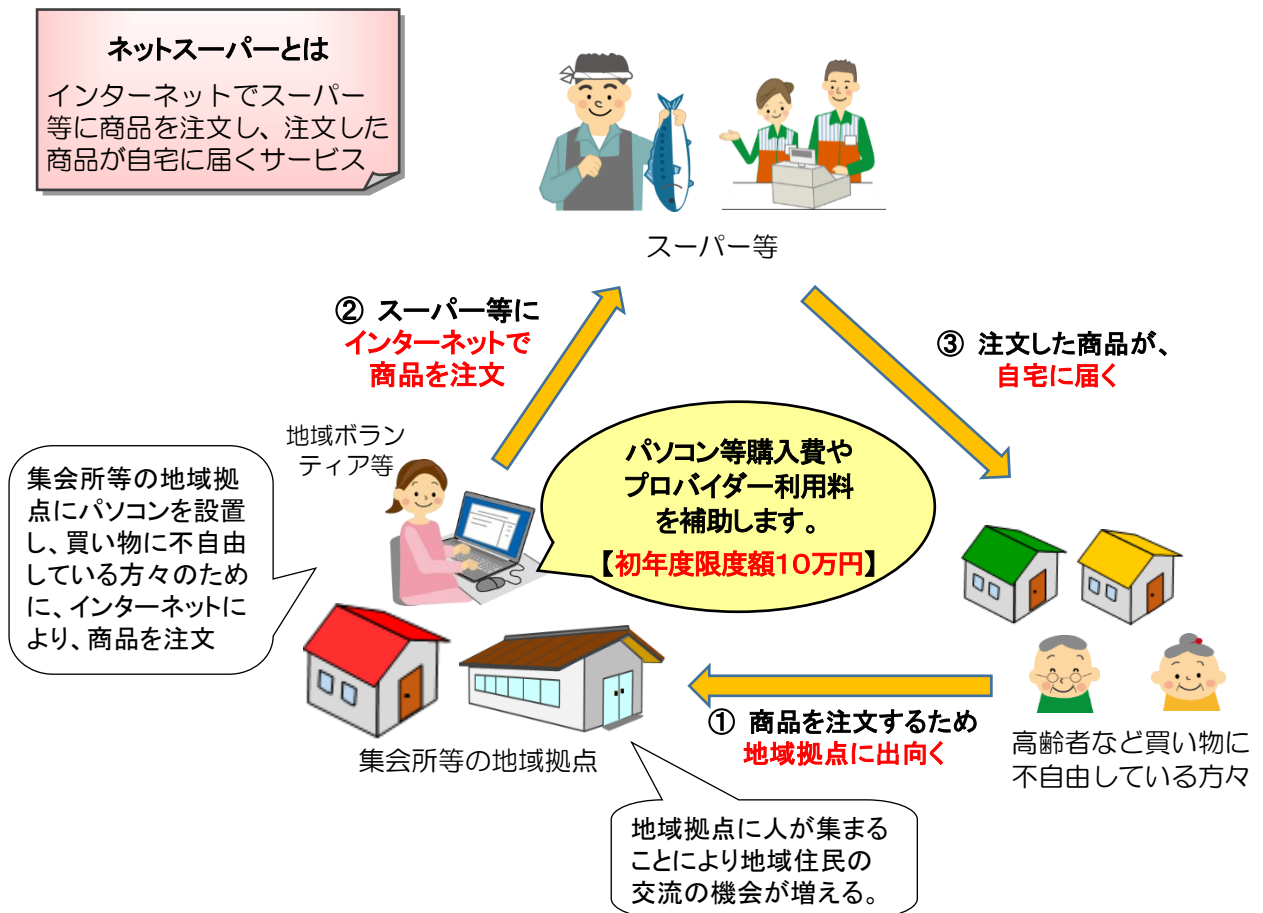 ネットスーパーとは
インターネットでスーパー
等に商品を注文し、注文した
商品が自宅に届くサービス
スーパー等
② スーパー等に
インターネットで
商品を注文
③ 注文した商品が、
自宅に届く
地域ボラン
ティア等
集会所等の地域拠
点にパソコンを設置
し、買い物に不自由
している方々のため
に、インターネットに
より、商品を注文
パソコン等購入費や
プロバイダー利用料
を補助します。
【初年度限度額10万円】
① 商品を注文するため
地域拠点に出向く
集会所等の地域拠点
高齢者など買い物に
不自由している方々
地域拠点に人が集まる
ことにより地域住民の
交流の機会が増える。